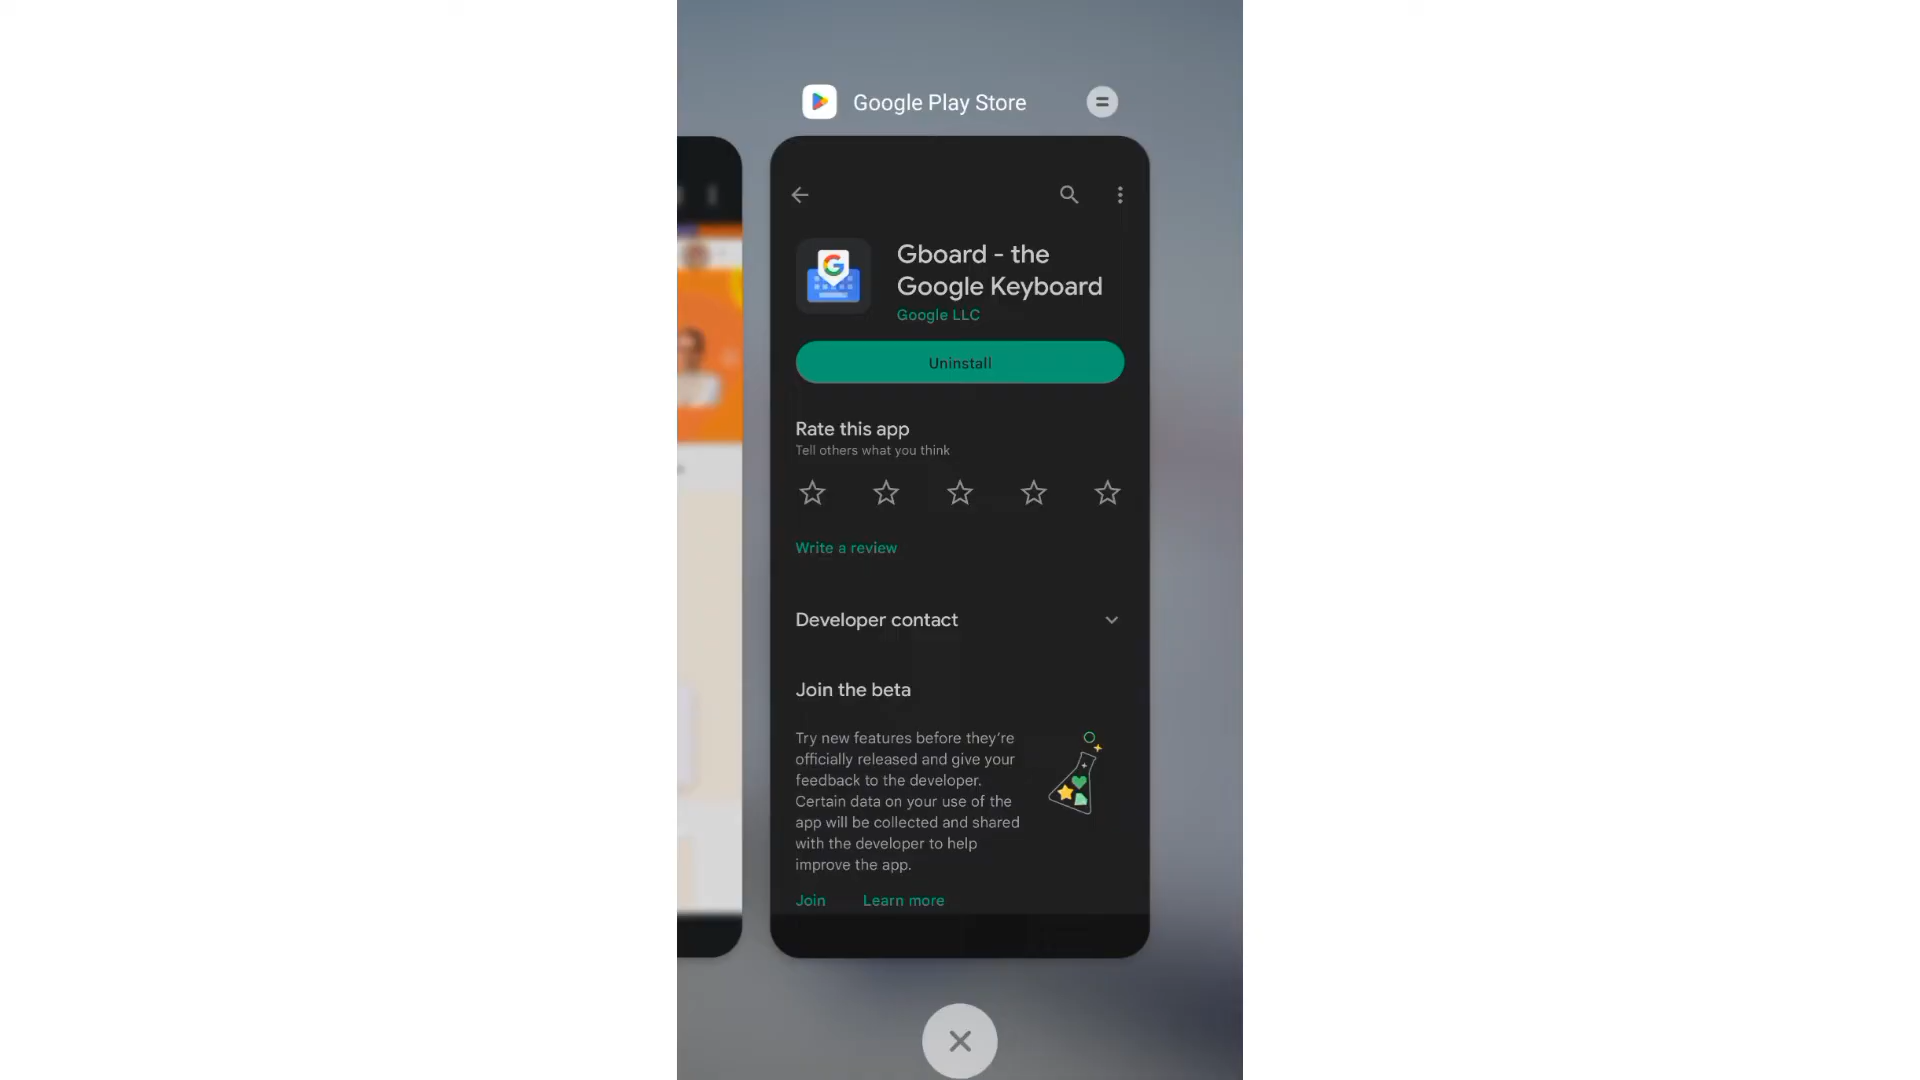 Google Play Store
Gboard - the
Google Keyboard
Google LLC
Uninstall
Rate this app
Tell others what you think
Write a review
Developer contact
Join the beta
Try new features before they're
officially released and give your
feedback to the developer.
Certain data on your use of the
app will be collected and shared
with the developer to help
improve the app.
Join Learn more